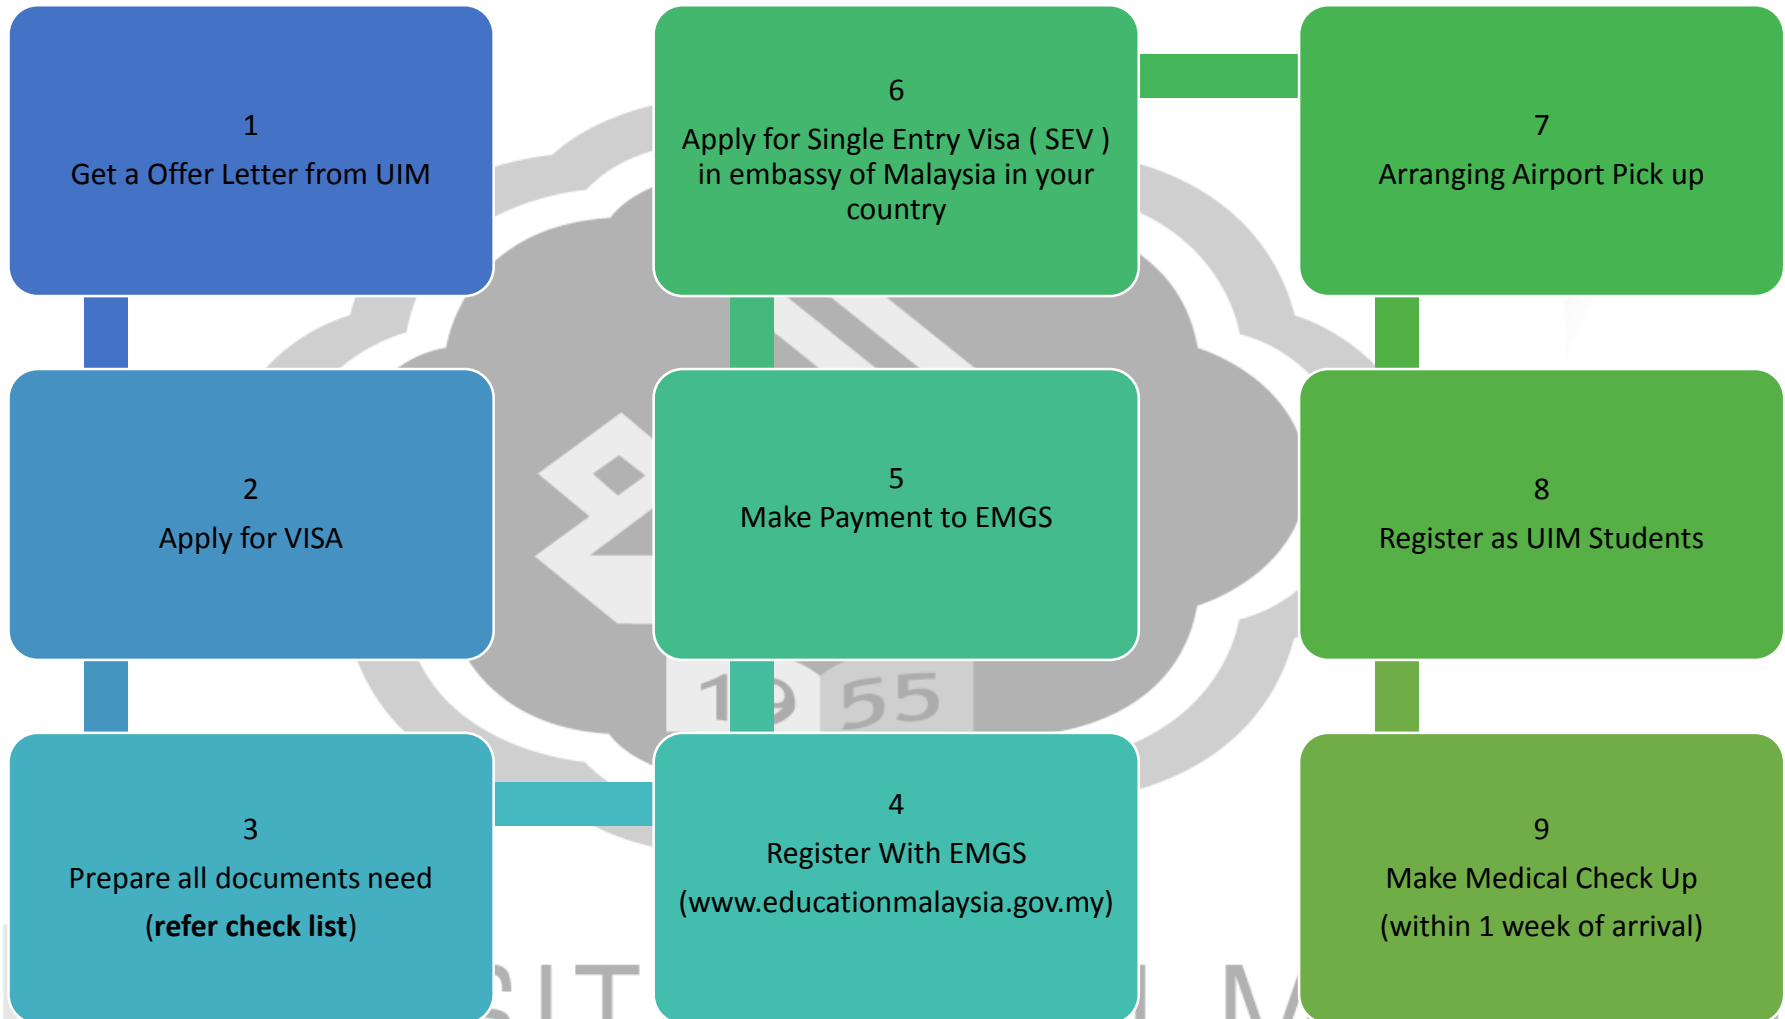 1
Get a Offer Letter from UIM
2
Apply for VISA
3
Prepare all documents need
(refer check list)
4
Register With EMGS
(www.educationmalaysia.gov.my)
5
Make Payment to EMGS
6
Apply for Single Entry Visa ( SEV )
in embassy of Malaysia in your
country
7
Arranging Airport Pick up
8
Register as UIM Students
9
Make Medical Check Up
(within 1 week of arrival)
1955